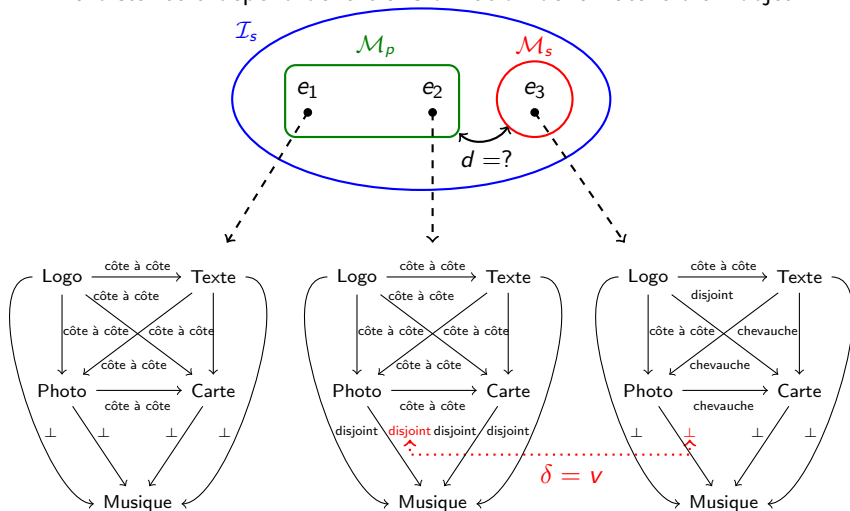 𝓘ₛ
𝓜ₚ 𝓜ₛ
e₁ e₂ e₃
d =?
Logo côte à côte Texte Logo côte à côte Texte Logo côte à côte Texte
côte à côte côte à côte disjoint
côte à côte côte à côte côte à côte côte à côte côte à côte chevauche
côte à côte côte à côte chevauche
Photo Carte Photo Carte Photo Carte
côte à côte côte à côte chevauche
⊥ ⊥ ⊥ ⊥ disjoint disjoint disjoint disjoint ⊥ ⊥ ⊥ ⊥
δ = v
Musique Musique Musique